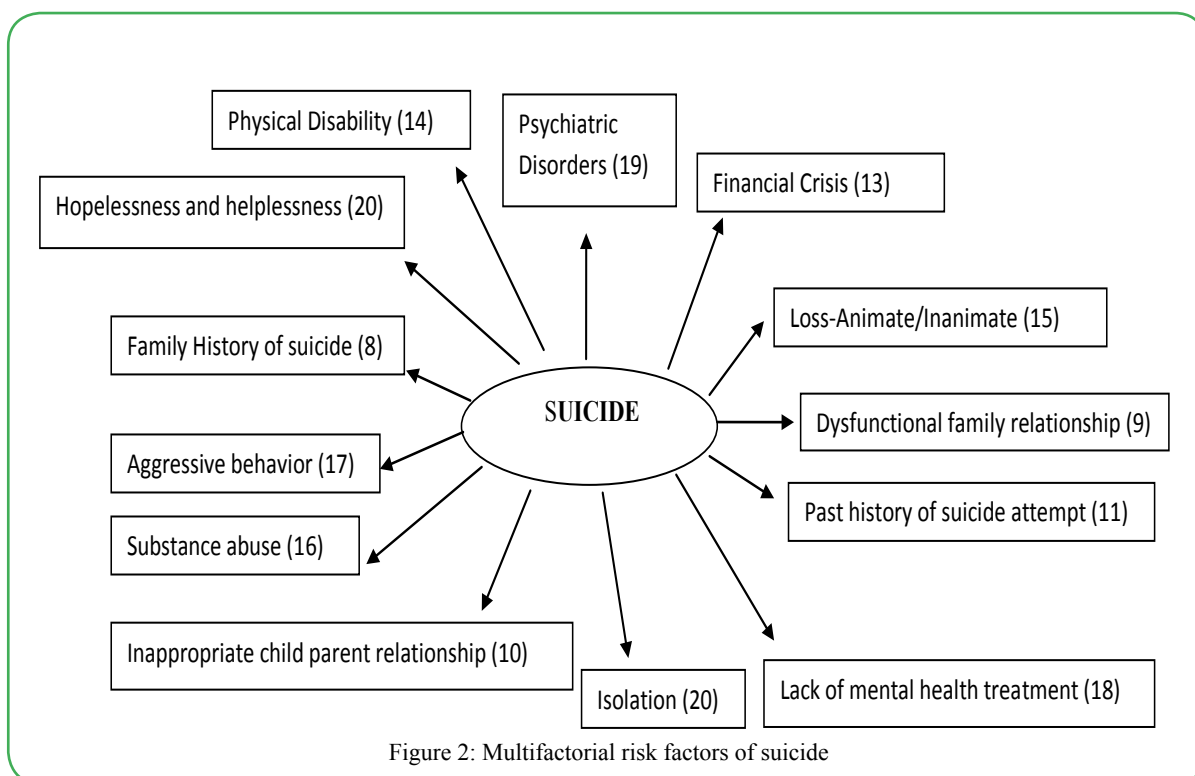 Physical Disability (14)
Psychiatric
Disorders (19)
Financial Crisis (13)
Hopelessness and helplessness (20)
Loss-Animate/Inanimate (15)
Family History of suicide (8)
SUICIDE
Dysfunctional family relationship (9)
Aggressive behavior (17)
Past history of suicide attempt (11)
Substance abuse (16)
Inappropriate child parent relationship (10)
Isolation (20)
Lack of mental health treatment (18)
Figure 2: Multifactorial risk factors of suicide